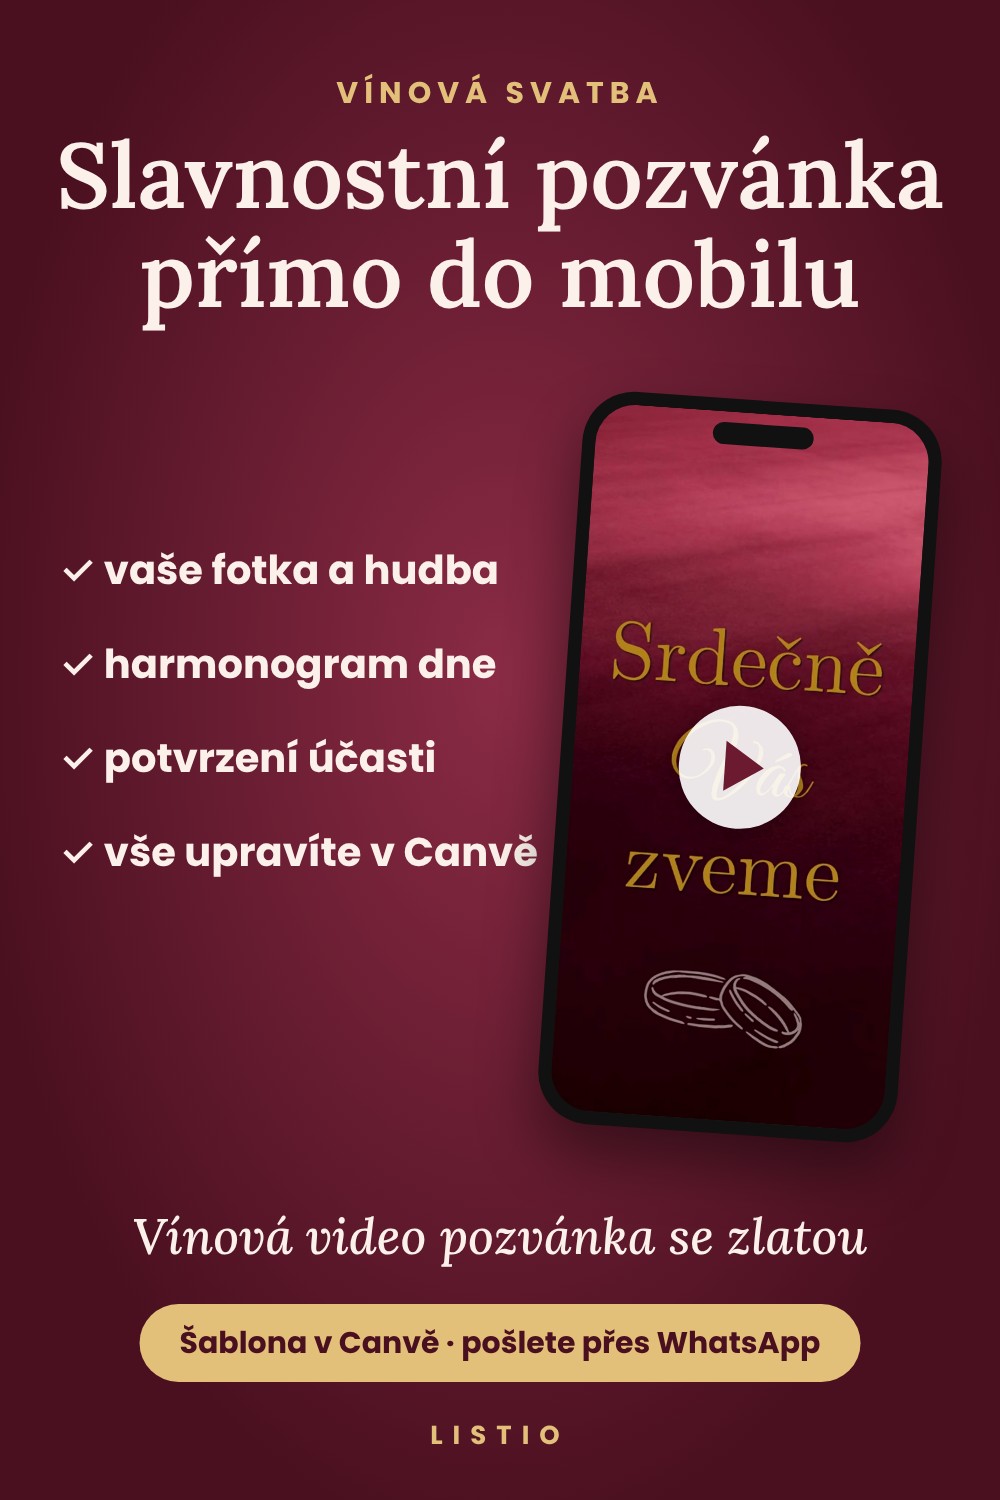 VÍNOVÁ SVATBA
Slavnostní pozvánka
přímo do mobilu
✓ vaše fotka a hudba
✓ harmonogram dne
✓ potvrzení účasti
✓ vše upravíte v Canvě
Srdečně
Vás
zveme
Vínová video pozvánka se zlatou
Šablona v Canvě · pošlete přes WhatsApp
LISTIO